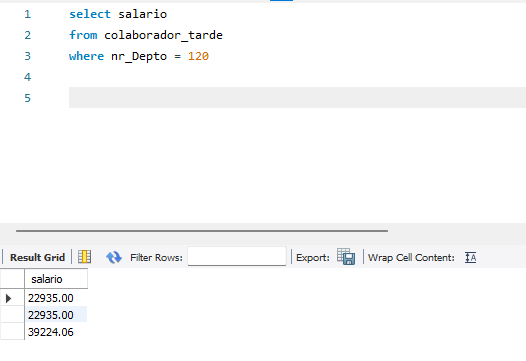 1 select salario
2 from colaborador_tarde
3 where nr_Depto = 120
4
5
Result Grid Filter Rows: Export: Wrap Cell Content: IA
salario
22935.00
22935.00
39224.06